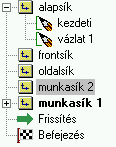 alapsík
kezdeti
vázlat 1
frontsík
oldalsík
munkasík 2
munkasík 1
Frissítés
Befejezés